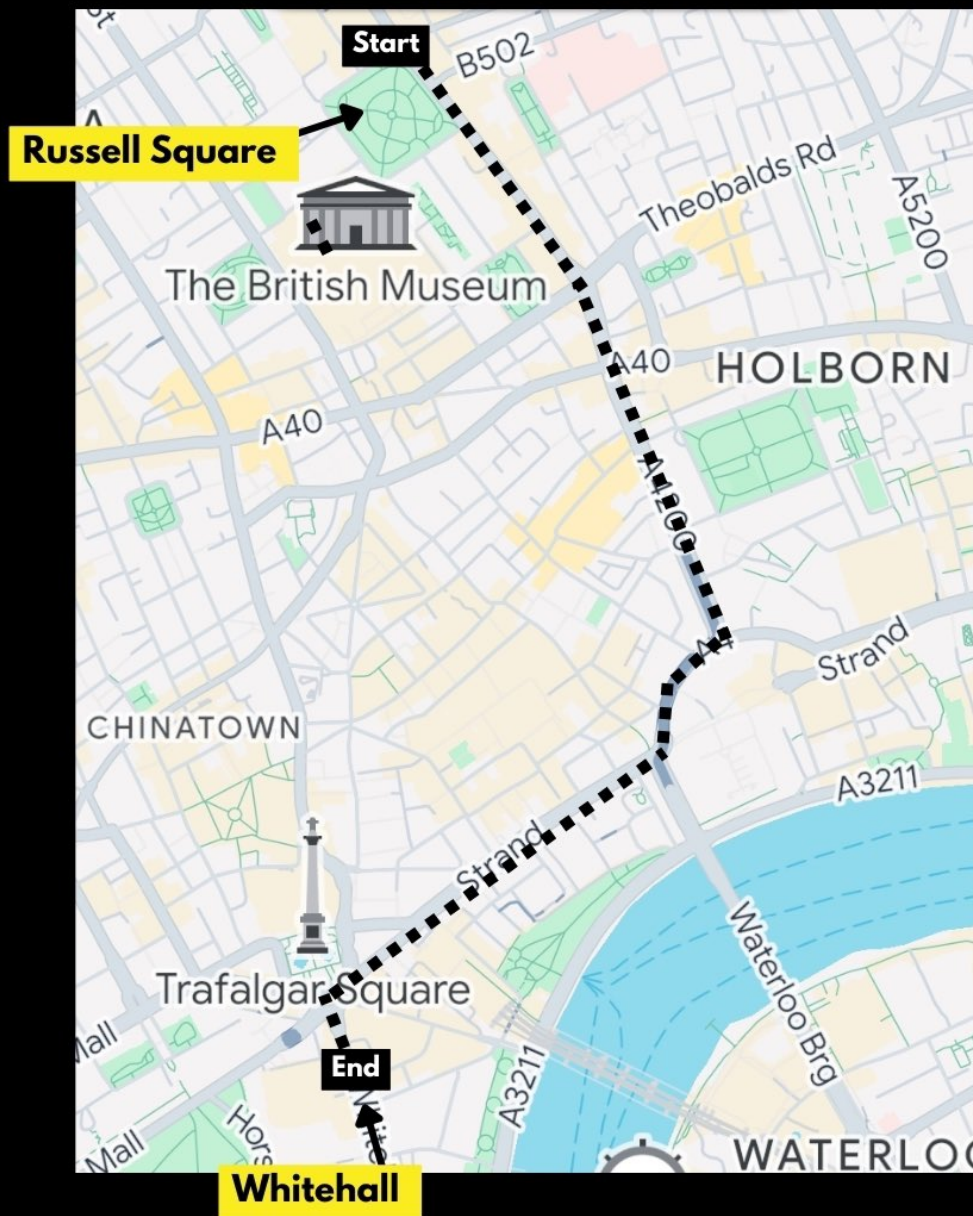 Start
B502
Russell Square
Theobalds Rd
A5200
The British Museum
A40
HOLBORN
A40
A4200
A4
Strand
CHINATOWN
A3211
Strand
Waterloo Brg
Trafalgar Square
Mall
End
A3211
Mall
Whitehall